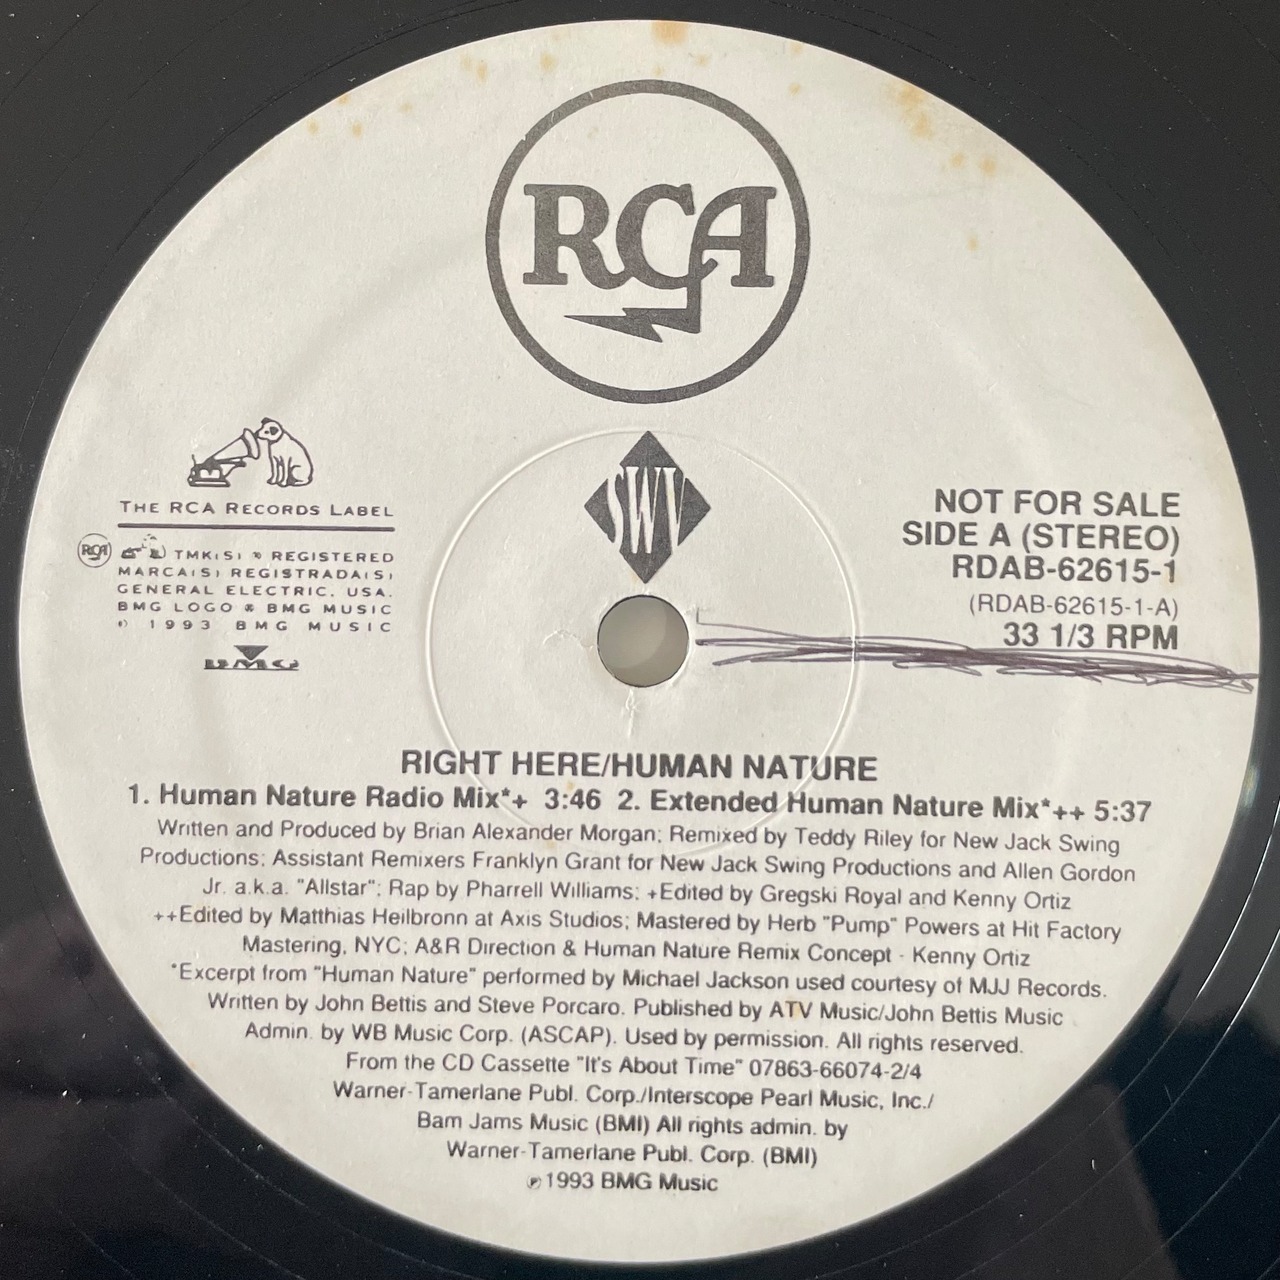 RCA
SWV
THE RCA RECORDS LABEL
RCA TMK(S) ® REGISTERED
MARCA(S) REGISTRADA(S)
GENERAL ELECTRIC, USA.
BMG LOGO ® BMG MUSIC
© 1993 BMG MUSIC
BMG
NOT FOR SALE
SIDE A (STEREO)
RDAB-62615-1
(RDAB-62615-1-A)
33 1/3 RPM
RIGHT HERE/HUMAN NATURE
1. Human Nature Radio Mix*+ 3:46 2. Extended Human Nature Mix*++ 5:37
Written and Produced by Brian Alexander Morgan; Remixed by Teddy Riley for New Jack Swing
Productions; Assistant Remixers Franklyn Grant for New Jack Swing Productions and Allen Gordon
Jr. a.k.a. "Allstar"; Rap by Pharrell Williams; +Edited by Gregski Royal and Kenny Ortiz
++Edited by Matthias Heilbronn at Axis Studios; Mastered by Herb "Pump" Powers at Hit Factory
Mastering, NYC; A&R Direction & Human Nature Remix Concept - Kenny Ortiz
*Excerpt from "Human Nature" performed by Michael Jackson used courtesy of MJJ Records.
Written by John Bettis and Steve Porcaro. Published by ATV Music/John Bettis Music
Admin. by WB Music Corp. (ASCAP). Used by permission. All rights reserved.
From the CD Cassette "It's About Time" 07863-66074-2/4
Warner-Tamerlane Publ. Corp./Interscope Pearl Music, Inc./
Bam Jams Music (BMI) All rights admin. by
Warner-Tamerlane Publ. Corp. (BMI)
℗ 1993 BMG Music